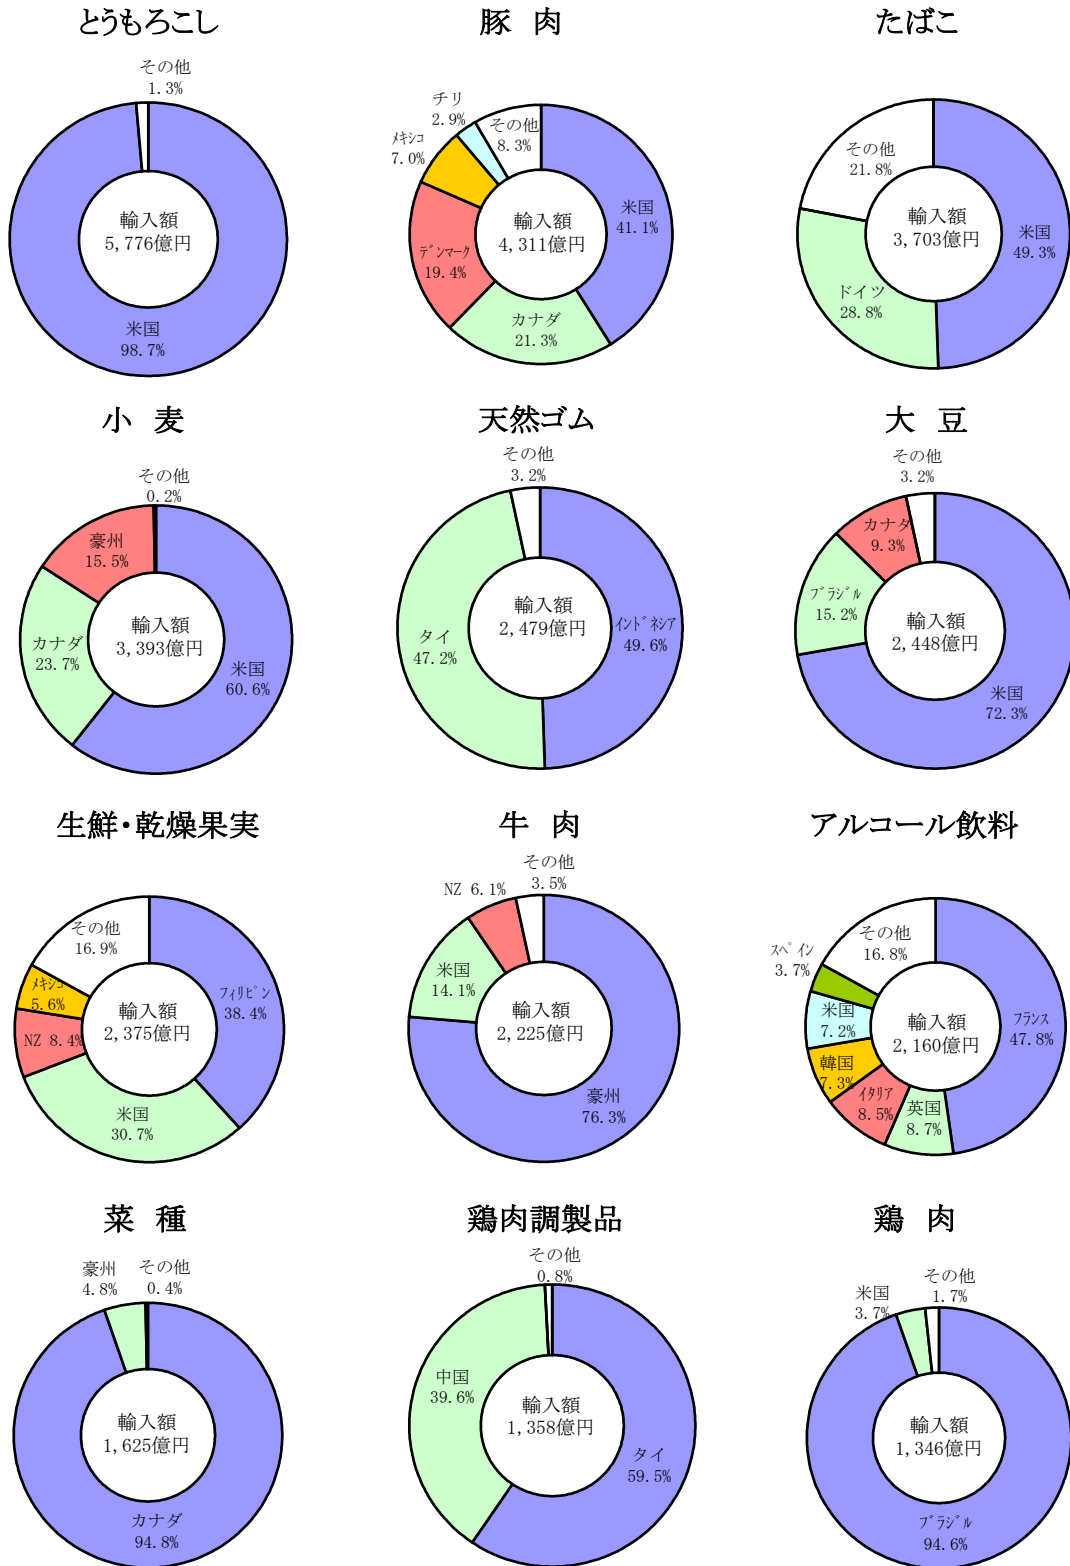 とうもろこし
その他
1.3%
輸入額
5,776億円
米国
98.7%
豚 肉
チリ
2.9%
その他
8.3%
メキシコ
7.0%
米国
41.1%
輸入額
4,311億円
デンマーク
19.4%
カナダ
21.3%
たばこ
その他
21.8%
輸入額
3,703億円
米国
49.3%
ドイツ
28.8%
小 麦
その他
0.2%
豪州
15.5%
輸入額
3,393億円
カナダ
23.7%
米国
60.6%
天然ゴム
その他
3.2%
輸入額
2,479億円
インドネシア
49.6%
タイ
47.2%
大 豆
その他
3.2%
カナダ
9.3%
ブラジル
15.2%
輸入額
2,448億円
米国
72.3%
生鮮・乾燥果実
その他
16.9%
メキシコ
5.6%
フィリピン
38.4%
輸入額
2,375億円
NZ 8.4%
米国
30.7%
牛 肉
その他
3.5%
NZ 6.1%
米国
14.1%
輸入額
2,225億円
豪州
76.3%
アルコール飲料
その他
16.8%
スペイン
3.7%
米国
7.2%
フランス
47.8%
輸入額
2,160億円
韓国
7.3%
イタリア
8.5%
英国
8.7%
菜 種
豪州
4.8%
その他
0.4%
輸入額
1,625億円
カナダ
94.8%
鶏肉調製品
その他
0.8%
中国
39.6%
輸入額
1,358億円
タイ
59.5%
鶏 肉
米国
3.7%
その他
1.7%
輸入額
1,346億円
ブラジル
94.6%